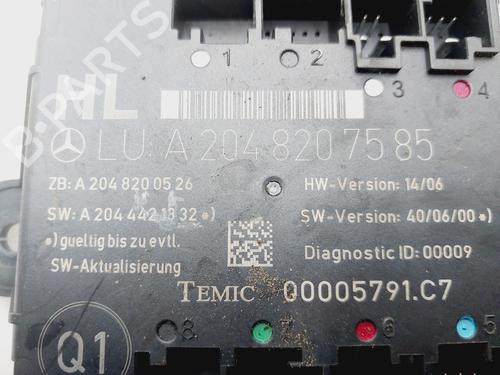 1 2
3 4
HL
LU: A 204 820 75 85
ZB: A 204 820 05 26
HW-Version: 14/06
SW: A 204 442 13 32 •)
SW-Version: 40/06/00 •)
•) gueltig bis zu evtl.
SW-Aktualisierung
Diagnostic ID: 00009
TEMIC 00005791.C7
Q1
8 7 6 5
B-PARTS